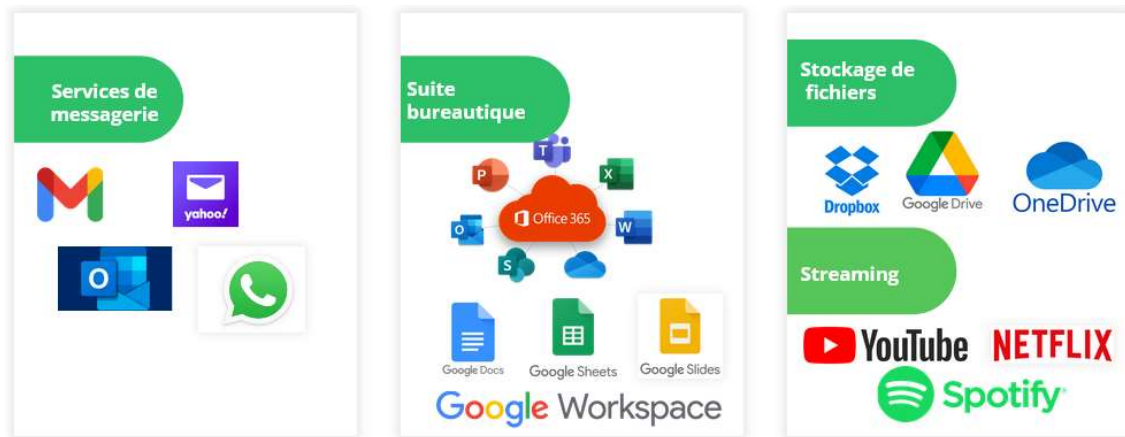 Services de
messagerie
yahoo!
O
Suite
bureautique
T
P
X
Office 365
O
W
S
Google Docs
Google Sheets
Google Slides
Google Workspace
Stockage de
fichiers
Dropbox
Google Drive
OneDrive
Streaming
YouTube
NETFLIX
Spotify